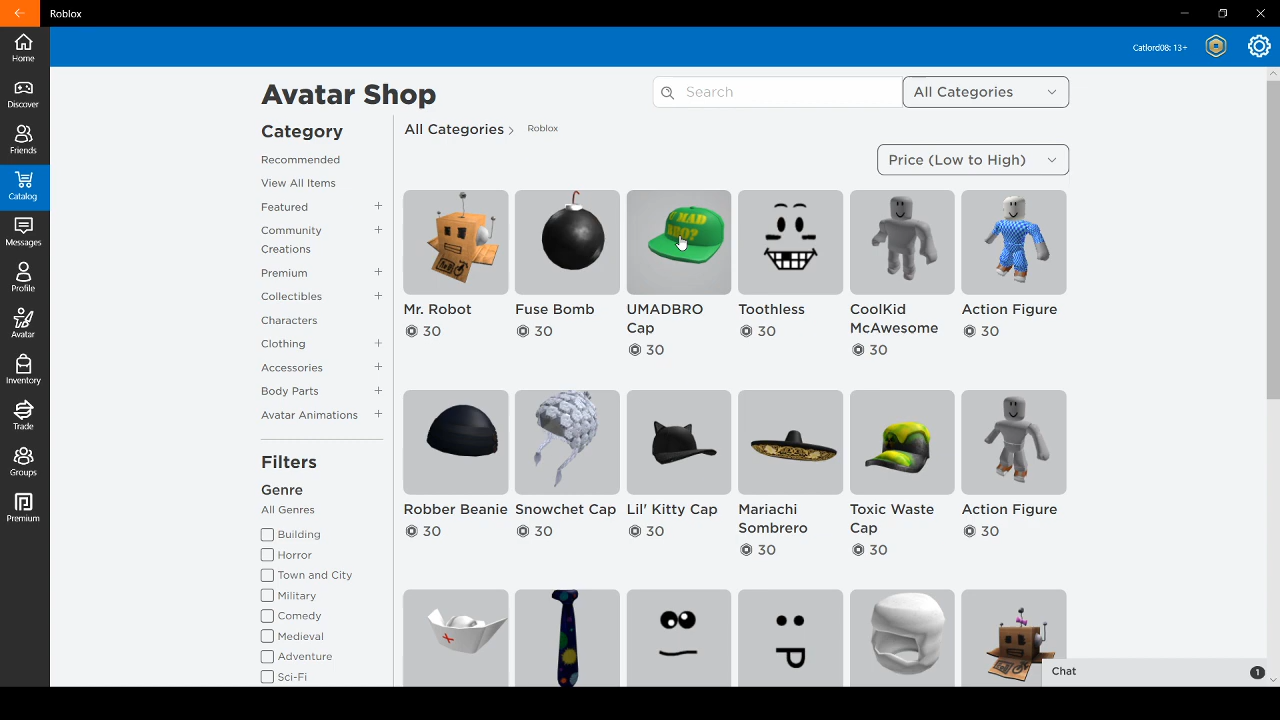 Roblox
Home
Catlord08: 13+
Discover
Friends
Catalog
Messages
Profile
Avatar
Inventory
Trade
Groups
Premium
Avatar Shop
Search
All Categories
Category
Recommended
View All Items
Featured +
Community +
Creations
Premium +
Collectibles +
Characters
Clothing +
Accessories +
Body Parts +
Avatar Animations +
Filters
Genre
All Genres
Building
Horror
Town and City
Military
Comedy
Medieval
Adventure
Sci-Fi
All Categories > Roblox
Price (Low to High)
MAD
BRO?
Mr. Robot
30
Fuse Bomb
30
UMADBRO
Cap
30
Toothless
30
CoolKid
McAwesome
30
Action Figure
30
Robber Beanie
30
Snowchet Cap
30
Lil' Kitty Cap
30
Mariachi
Sombrero
30
Toxic Waste
Cap
30
Action Figure
30
Chat
1